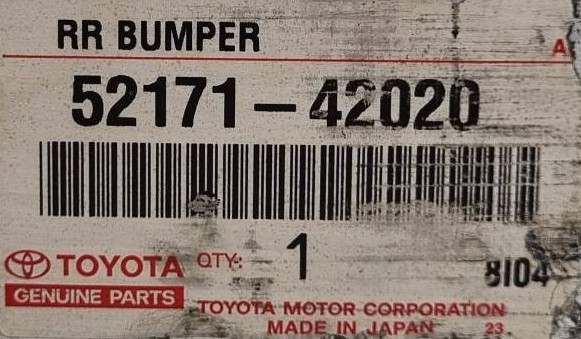 RR BUMPER
A
52171-42020
TOYOTA QTY: 1 8104
GENUINE PARTS
TOYOTA MOTOR CORPORATION
MADE IN JAPAN 23